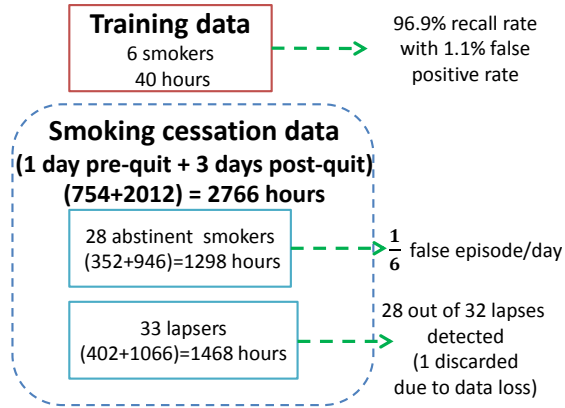 Training data
6 smokers
40 hours
96.9% recall rate
with 1.1% false
positive rate
Smoking cessation data
(1 day pre-quit + 3 days post-quit)
(754+2012) = 2766 hours
28 abstinent smokers
(352+946)=1298 hours
1/6 false episode/day
33 lapsers
(402+1066)=1468 hours
28 out of 32 lapses
detected
(1 discarded
due to data loss)